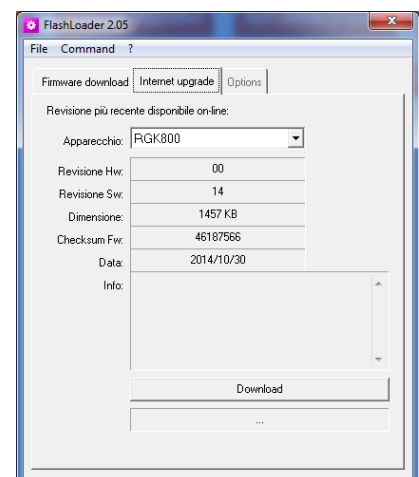 FlashLoader 2.05
File Command ?
Firmware download Internet upgrade Options
Revisione più recente disponibile on-line:
Apparecchio: RGK800
Revisione Hw: 00
Revisione Sw: 14
Dimensione: 1457 KB
Checksum Fw: 46187566
Data: 2014/10/30
Info:
Download
...